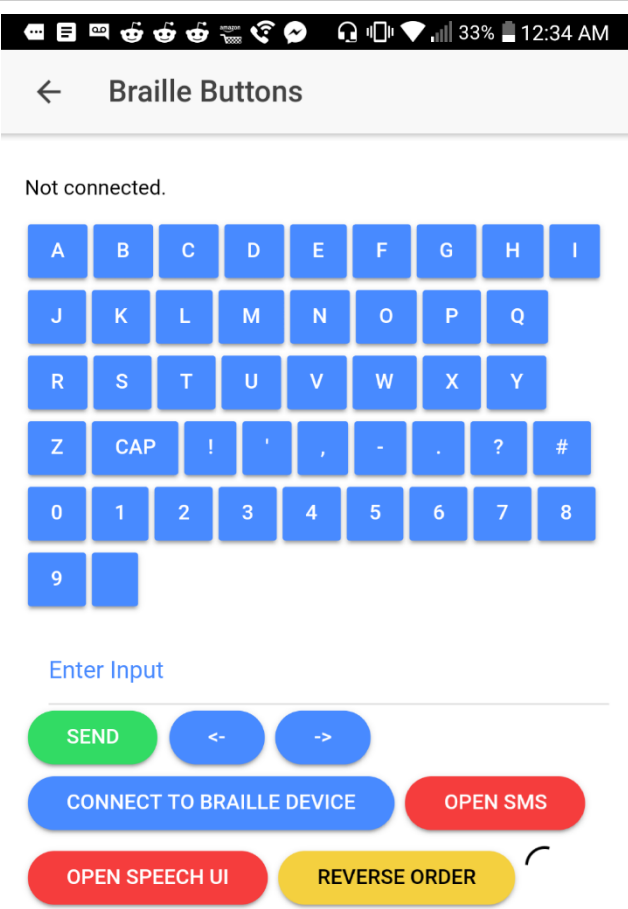 amazon 33% 12:34 AM
Braille Buttons
Not connected.
A B C D E F G H I
J K L M N O P Q
R S T U V W X Y
Z CAP ! ' , - . ? #
0 1 2 3 4 5 6 7 8
9
Enter Input
SEND <- ->
CONNECT TO BRAILLE DEVICE OPEN SMS
OPEN SPEECH UI REVERSE ORDER